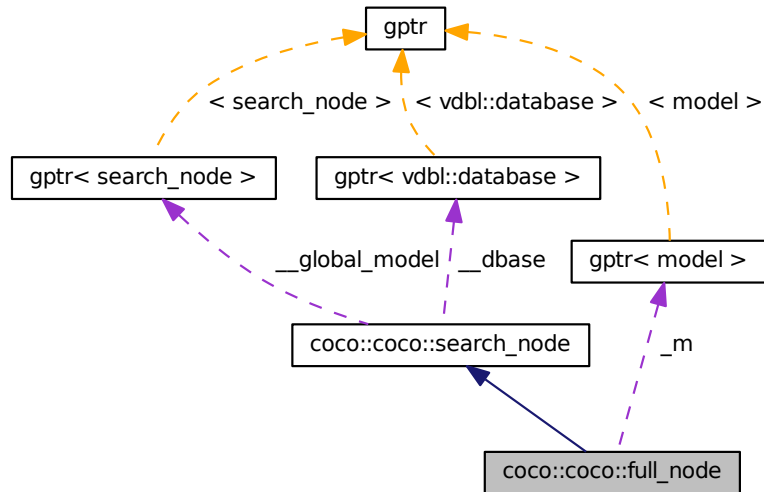 gptr
< search_node >
< vdbl::database >
< model >
gptr< search_node >
gptr< vdbl::database >
gptr< model >
__global_model
__dbase
coco::coco::search_node
_m
coco::coco::full_node